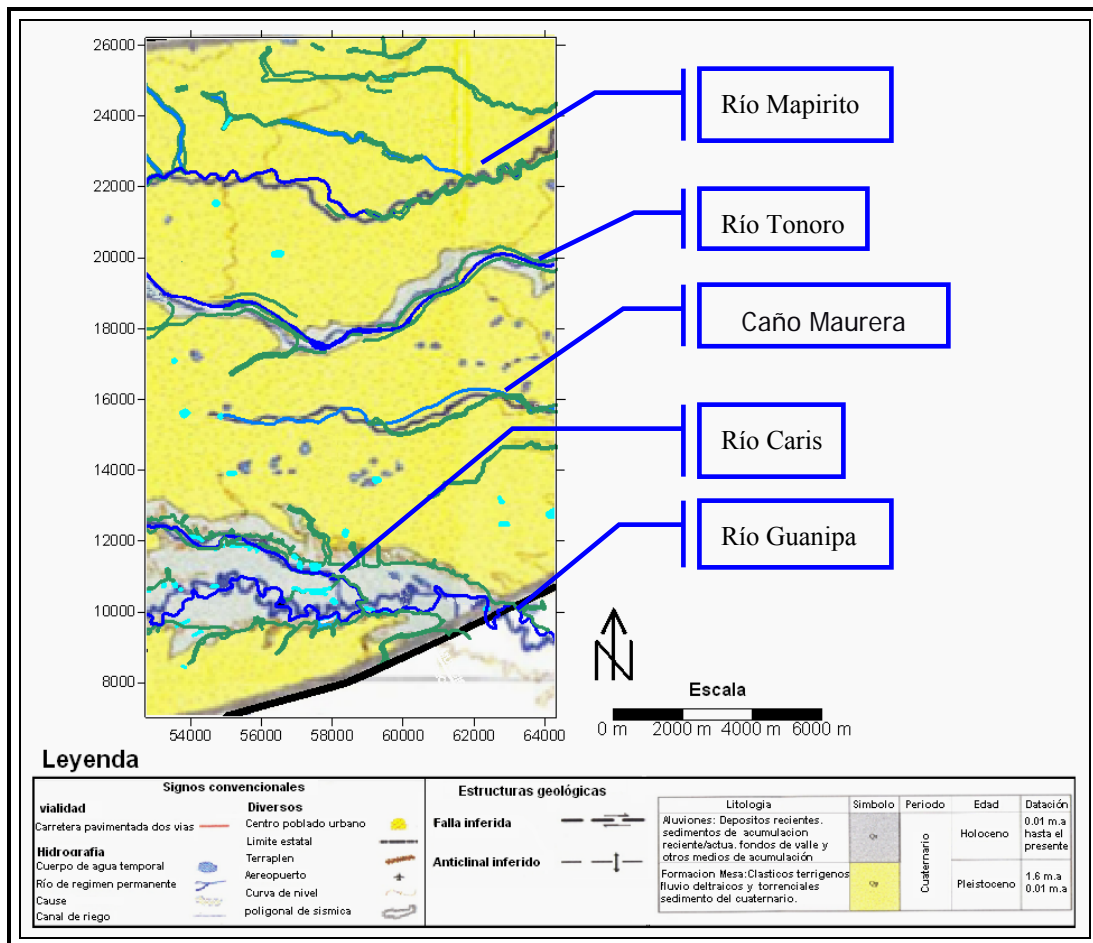 26000
24000
22000
20000
18000
16000
14000
12000
10000
8000
54000 56000 58000 60000 62000 64000
Río Mapirito
Río Tonoro
Caño Maurera
Río Caris
Río Guanipa
N
Escala
0 m 2000 m 4000 m 6000 m
Leyenda
Signos convencionales
vialidad
Carretera pavimentada dos vias
Hidrografia
Cuerpo de agua temporal
Río de regimen permanente
Cause
Canal de riego
Diversos
Centro poblado urbano
Limite estatal
Terraplen
Aereopuerto
Curva de nivel
poligonal de sismica
Estructuras geológicas
Falla inferida
Anticlinal inferido
Litologia Simbolo Periodo Edad Datación
Aluviones: Depositos recientes.
sedimentos de acumulacion
reciente/actua. fondos de valle y
otros medios de acumulación
Cuaternario
Holoceno
0.01 m.a
hasta el
presente
Formacion Mesa:Clasticos terrigenos
fluvio deltraicos y torrenciales
sedimento del cuaternario.
Pleistoceno
1.6 m.a
0.01 m.a